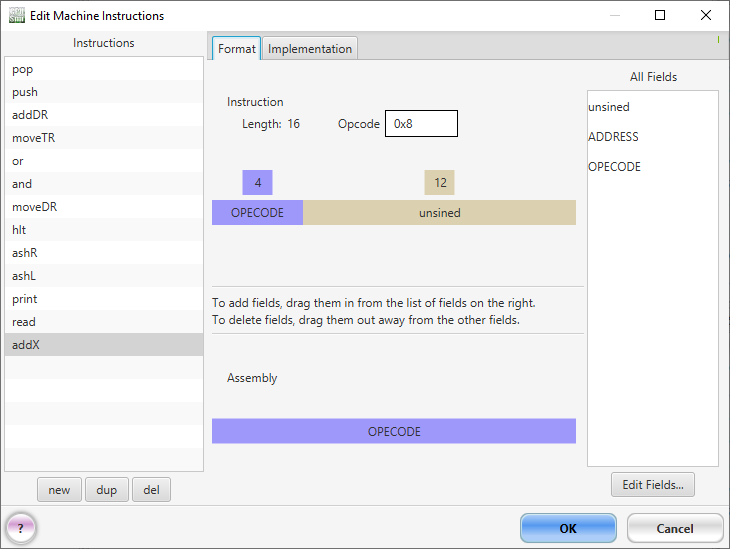 Edit Machine Instructions
Instructions
pop
push
addDR
moveTR
or
and
moveDR
hlt
ashR
ashL
print
read
addX
new dup del
Format Implementation
Instruction
Length: 16 Opcode 0x8
4 12
OPECODE unsined
To add fields, drag them in from the list of fields on the right.
To delete fields, drag them out away from the other fields.
Assembly
OPECODE
All Fields
unsined
ADDRESS
OPECODE
Edit Fields...
? OK Cancel